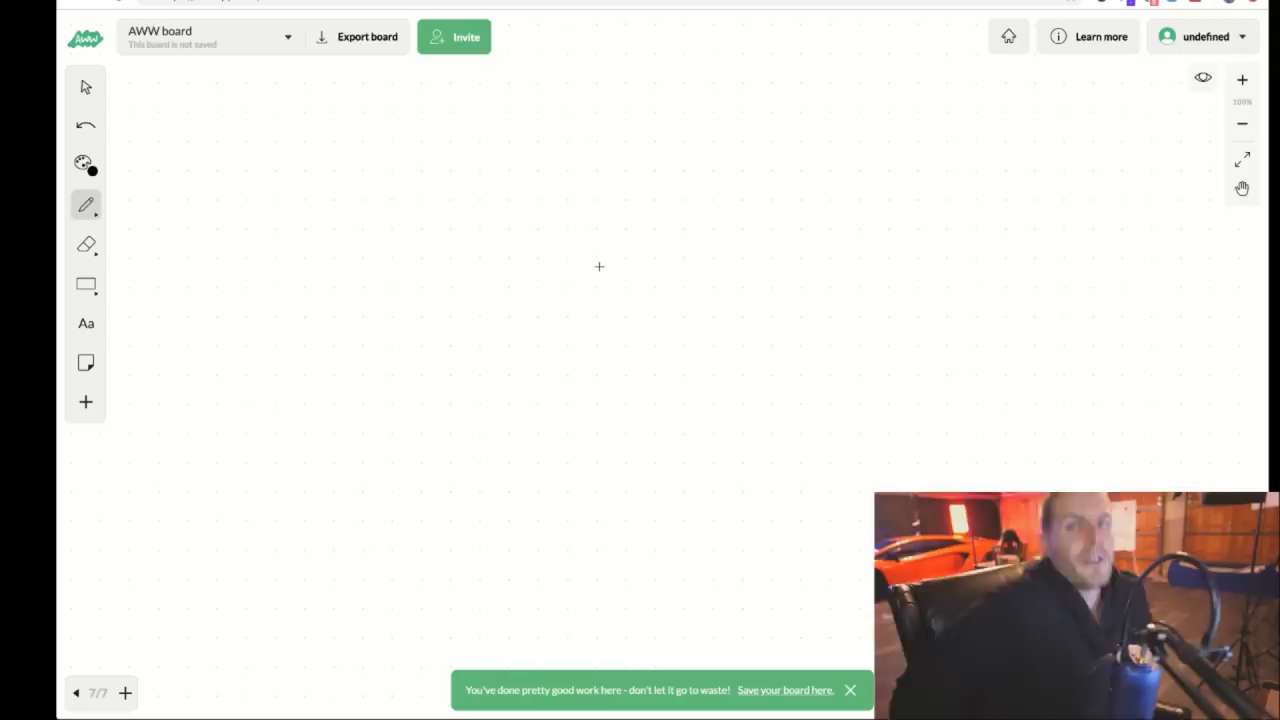 AWW
AWW board
This board is not saved
Export board
Invite
Learn more
undefined
100%
Aa
7/7
You've done pretty good work here - don't let it go to waste! Save your board here.